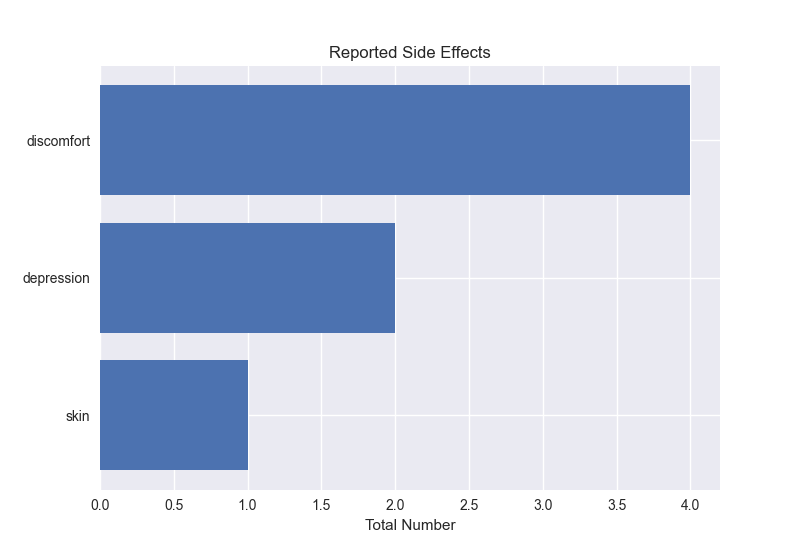 Reported Side Effects
discomfort
depression
skin
0.0 0.5 1.0 1.5 2.0 2.5 3.0 3.5 4.0
Total Number